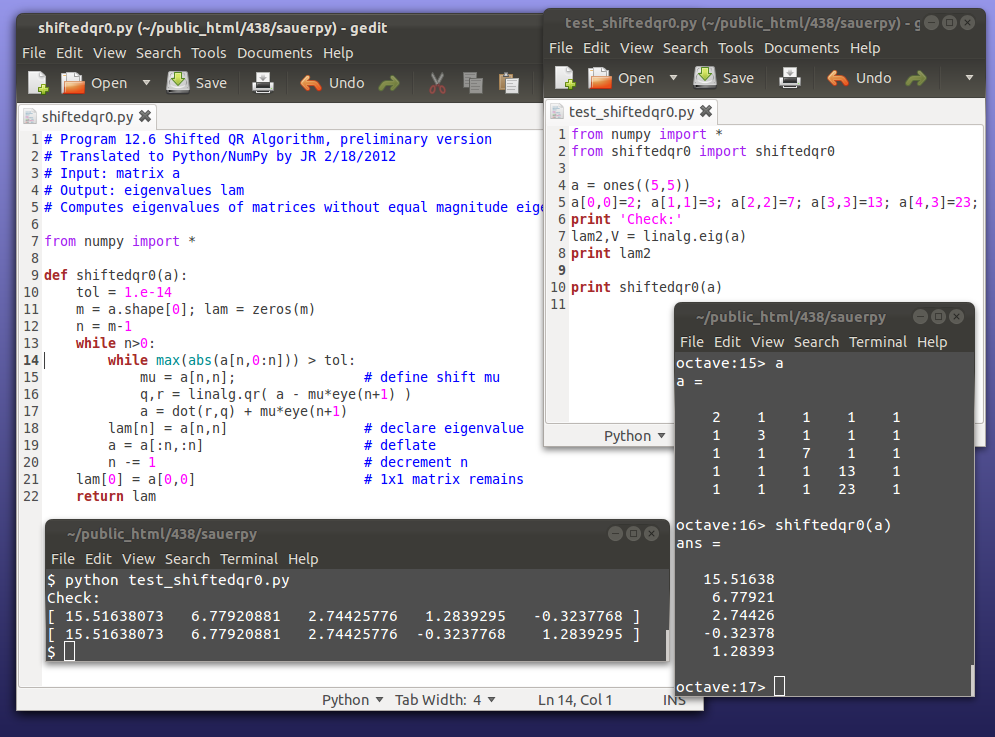 shiftedqr0.py (~/public_html/438/sauerpy) - gedit
File Edit View Search Tools Documents Help
Open Save Undo
shiftedqr0.py
1 # Program 12.6 Shifted QR Algorithm, preliminary version
2 # Translated to Python/NumPy by JR 2/18/2012
3 # Input: matrix a
4 # Output: eigenvalues lam
5 # Computes eigenvalues of matrices without equal magnitude eige
6
7 from numpy import *
8
9 def shiftedqr0(a):
10     tol = 1.e-14
11     m = a.shape[0]; lam = zeros(m)
12     n = m-1
13     while n>0:
14         while max(abs(a[n,0:n])) > tol:
15             mu = a[n,n];                # define shift mu
16             q,r = linalg.qr( a - mu*eye(n+1) )
17             a = dot(r,q) + mu*eye(n+1)
18         lam[n] = a[n,n]                 # declare eigenvalue
19         a = a[:n,:n]                    # deflate
20         n -= 1                          # decrement n
21     lam[0] = a[0,0]                     # 1x1 matrix remains
22     return lam
~/public_html/438/sauerpy
File Edit View Search Terminal Help
$ python test_shiftedqr0.py
Check:
[ 15.51638073   6.77920881   2.74425776   1.2839295   -0.3237768 ]
[ 15.51638073   6.77920881   2.74425776  -0.3237768    1.2839295 ]
$
Python Tab Width: 4 Ln 14, Col 1 INS
test_shiftedqr0.py (~/public_html/438/sauerpy) - g
File Edit View Search Tools Documents Help
Open Save Undo
test_shiftedqr0.py
1 from numpy import *
2 from shiftedqr0 import shiftedqr0
3
4 a = ones((5,5))
5 a[0,0]=2; a[1,1]=3; a[2,2]=7; a[3,3]=13; a[4,3]=23;
6 print 'Check:'
7 lam2,V = linalg.eig(a)
8 print lam2
9
10 print shiftedqr0(a)
11
Python
~/public_html/438/sauerpy
File Edit View Search Terminal Help
octave:15> a
a =
2 1 1 1 1
1 3 1 1 1
1 1 7 1 1
1 1 1 13 1
1 1 1 23 1
octave:16> shiftedqr0(a)
ans =
15.51638
6.77921
2.74426
-0.32378
1.28393
octave:17>